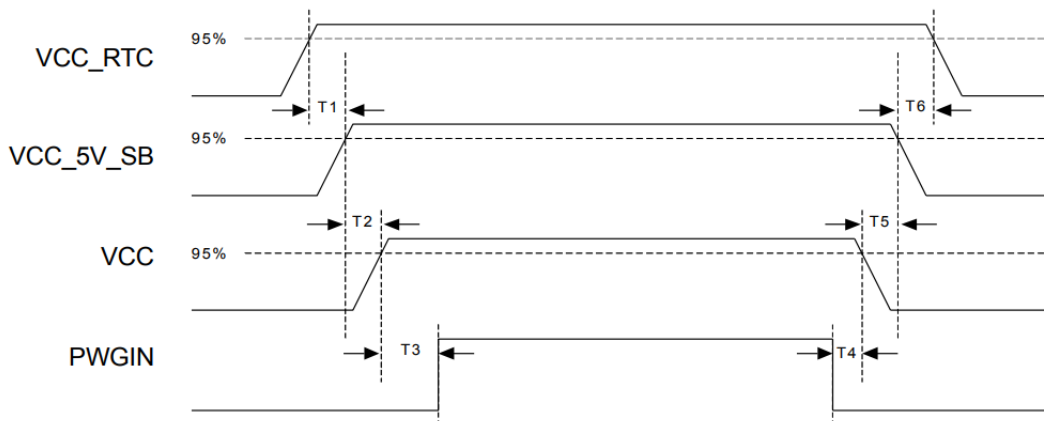 VCC_RTC 95%
T1 T6
VCC_5V_SB 95%
T2 T5
VCC 95%
T3 T4
PWGIN